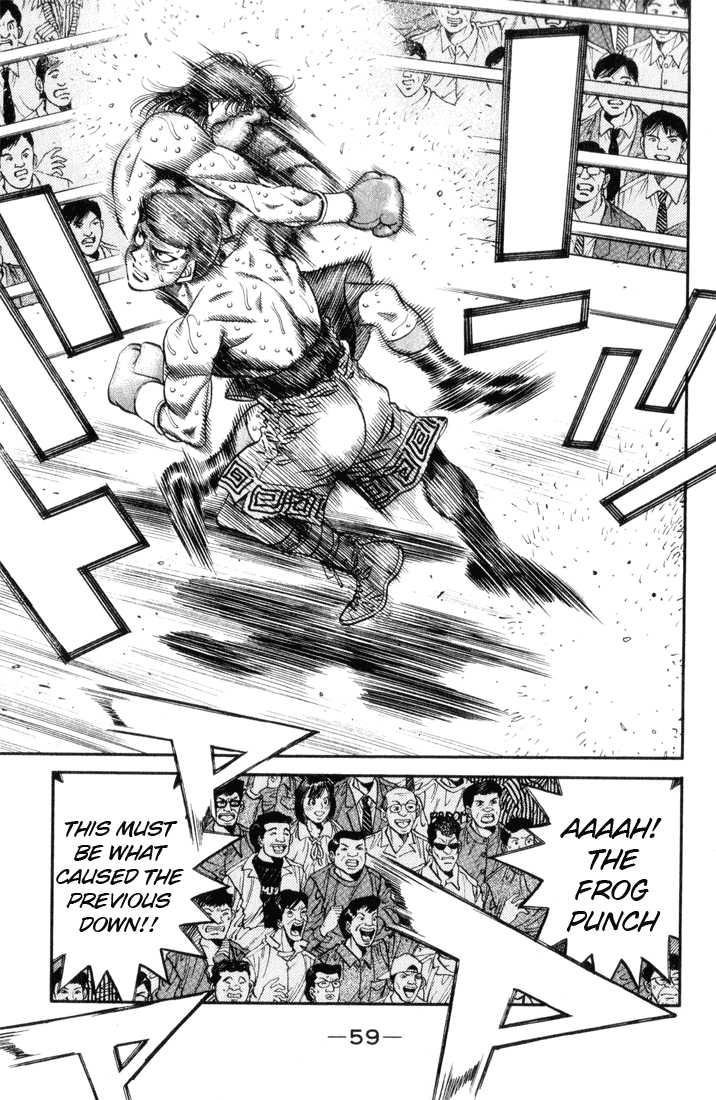 AAAAH!
THE
FROG
PUNCH
THIS MUST
BE WHAT
CAUSED THE
PREVIOUS
DOWN!!
—59—